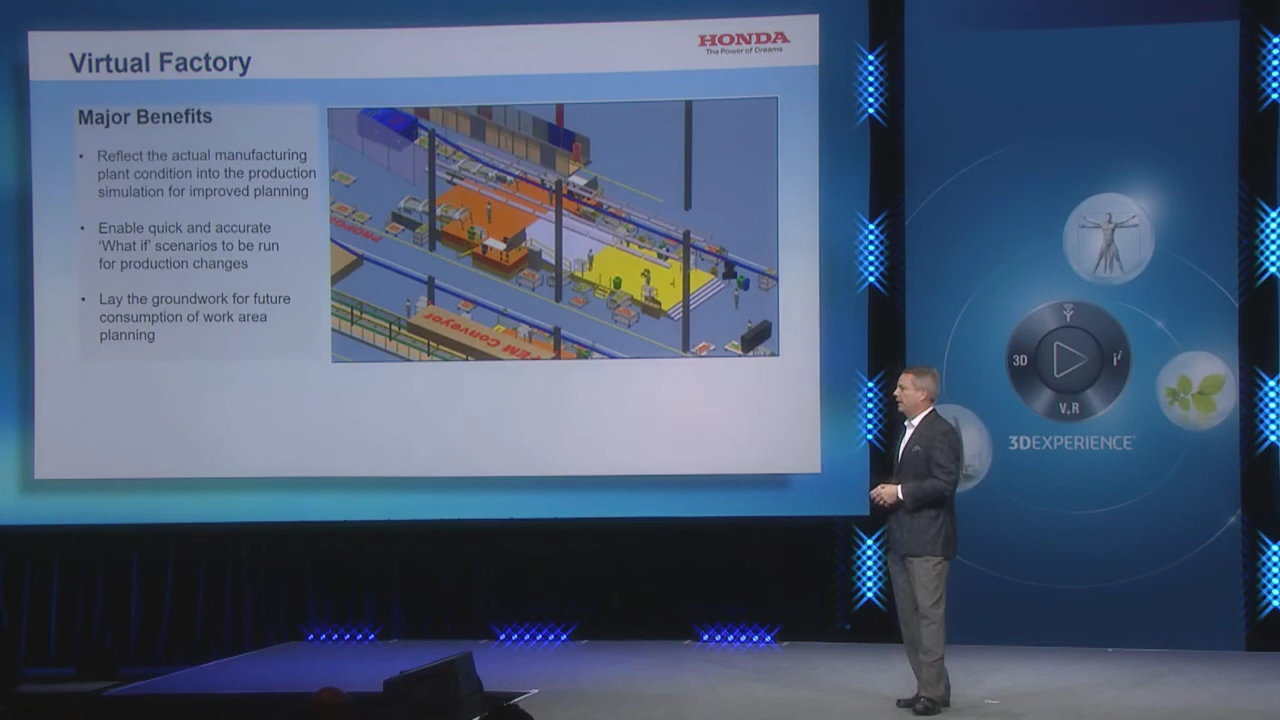 Virtual Factory
HONDA
The Power of Dreams
Major Benefits
• Reflect the actual manufacturing
plant condition into the production
simulation for improved planning
• Enable quick and accurate
'What if' scenarios to be run
for production changes
• Lay the groundwork for future
consumption of work area
planning
Conveyor
3D
V,R
3DEXPERIENCE